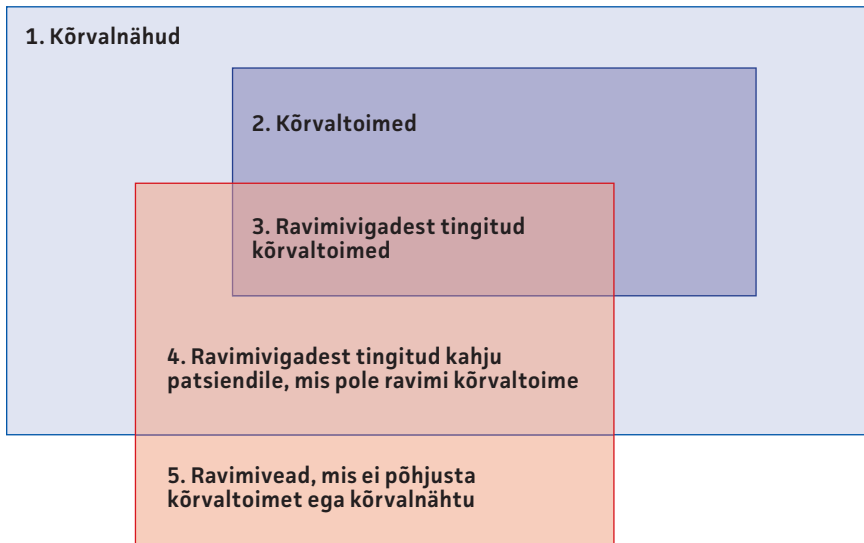 1. Kõrvalnähud
2. Kõrvaltoimed
3. Ravimivigadest tingitud
kõrvaltoimed
4. Ravimivigadest tingitud kahju
patsiendile, mis pole ravimi kõrvaltoime
5. Ravimivead, mis ei põhjusta
kõrvaltoimet ega kõrvalnähtu